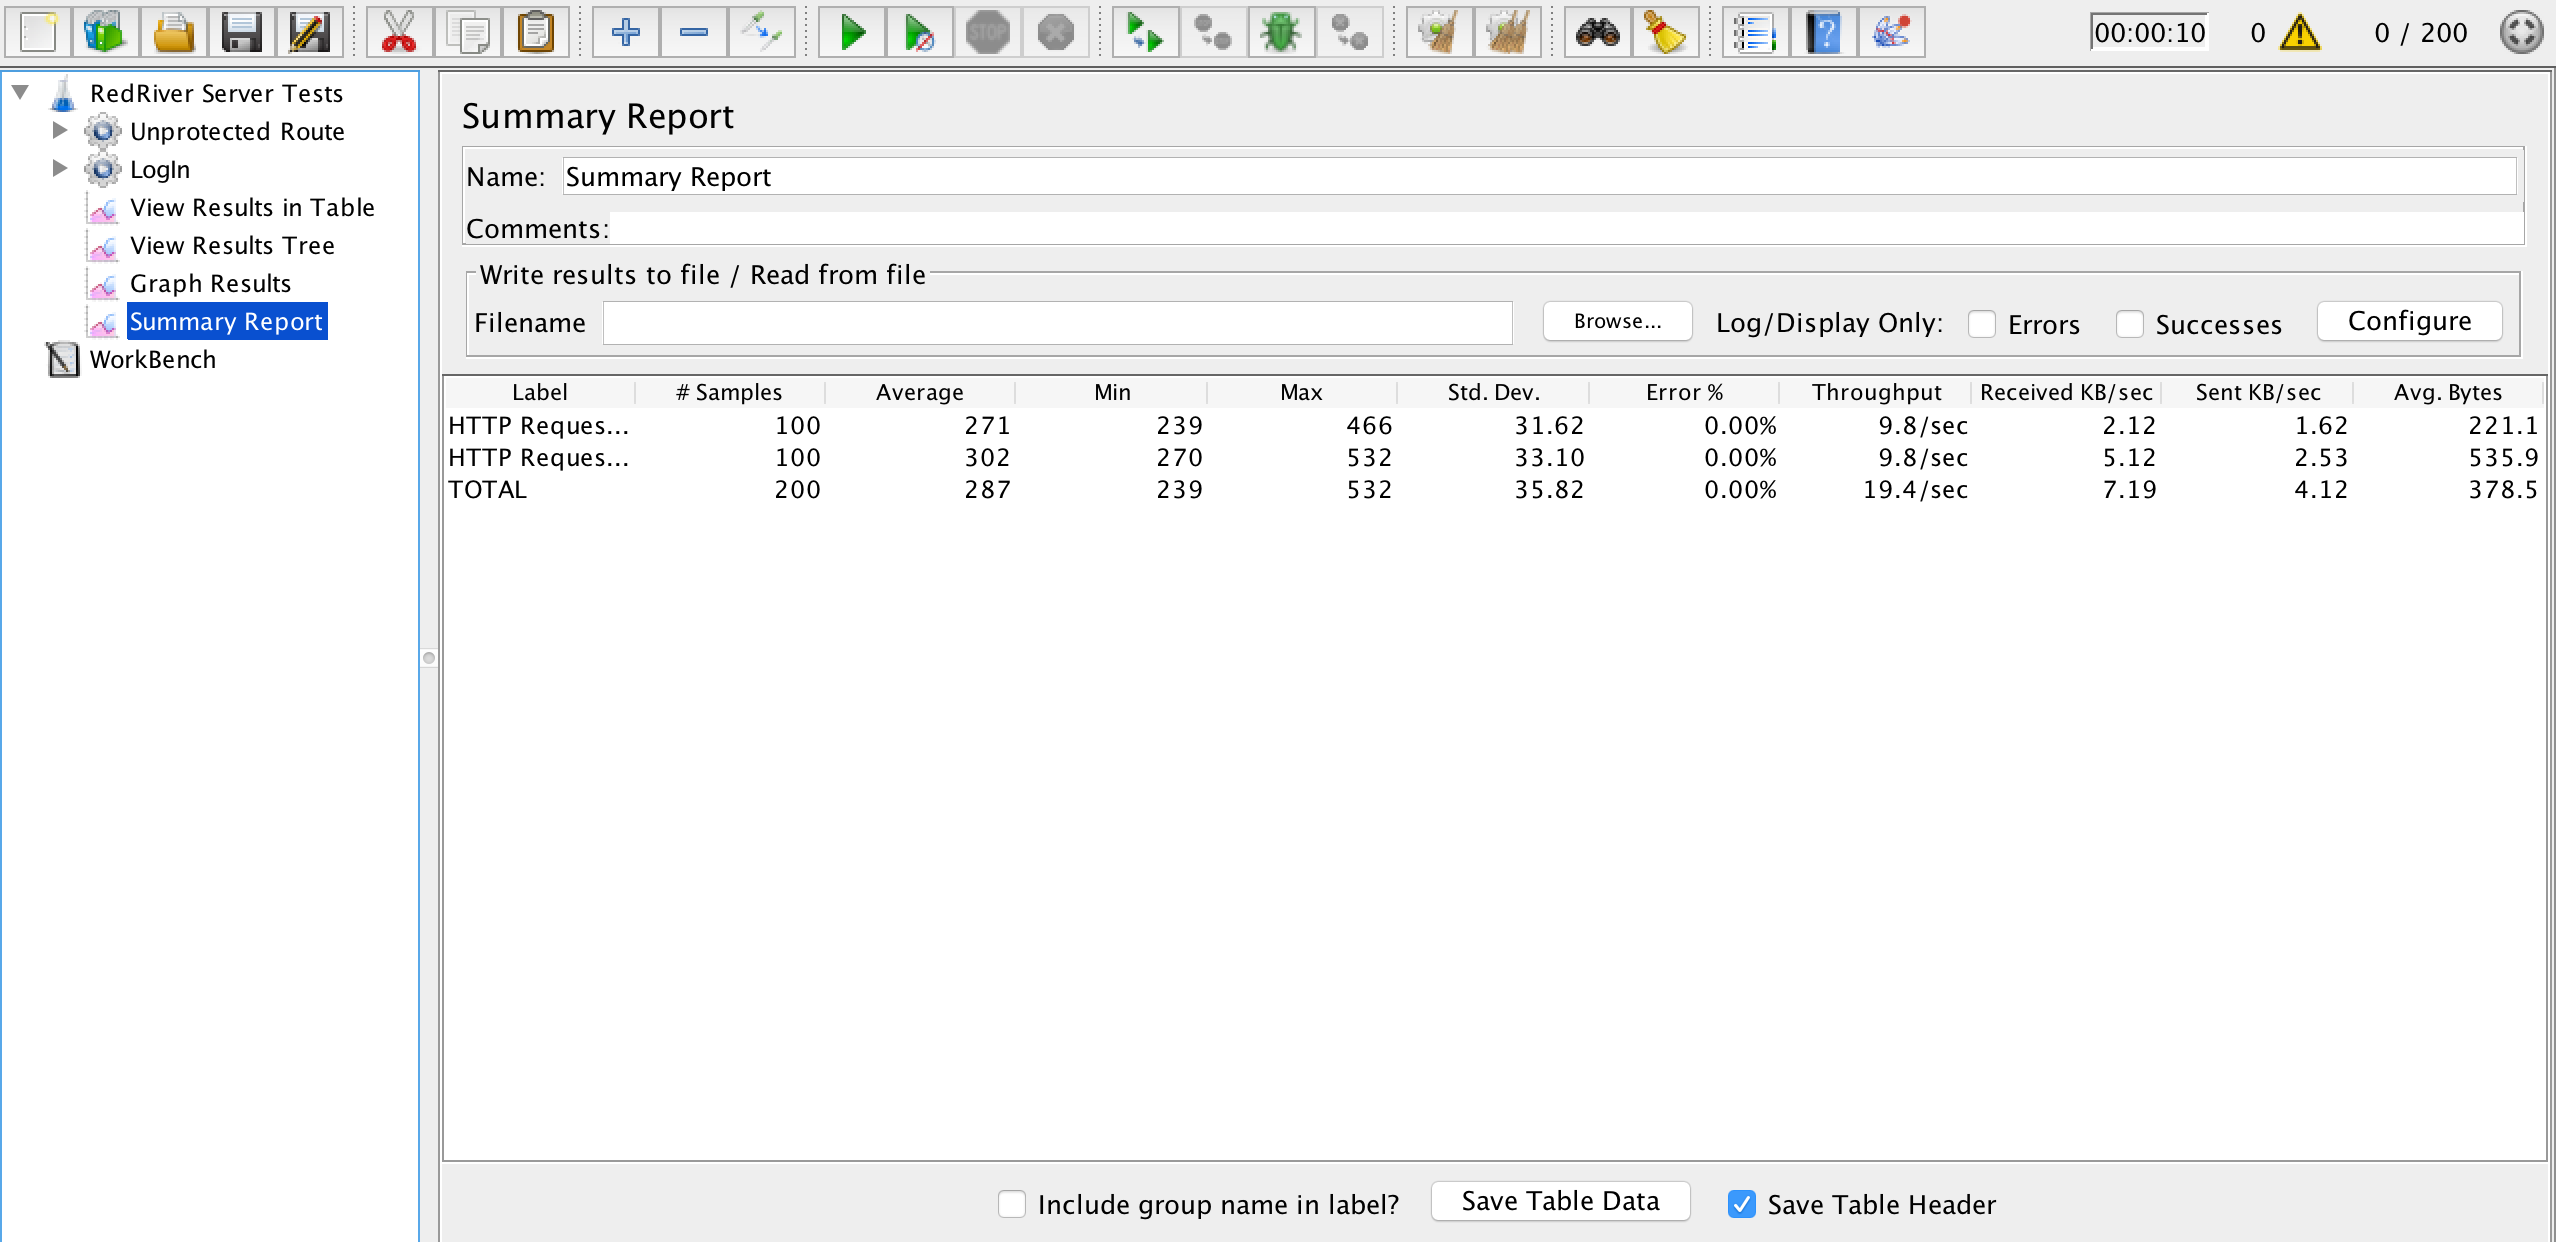 STOP
00:00:10 0 0 / 200
RedRiver Server Tests
Unprotected Route
LogIn
View Results in Table
View Results Tree
Graph Results
Summary Report
WorkBench
Summary Report
Name: Summary Report
Comments:
Write results to file / Read from file
Filename Browse... Log/Display Only: Errors Successes Configure
Label # Samples Average Min Max Std. Dev. Error % Throughput Received KB/sec Sent KB/sec Avg. Bytes
HTTP Reques... 100 271 239 466 31.62 0.00% 9.8/sec 2.12 1.62 221.1
HTTP Reques... 100 302 270 532 33.10 0.00% 9.8/sec 5.12 2.53 535.9
TOTAL 200 287 239 532 35.82 0.00% 19.4/sec 7.19 4.12 378.5
Include group name in label? Save Table Data Save Table Header